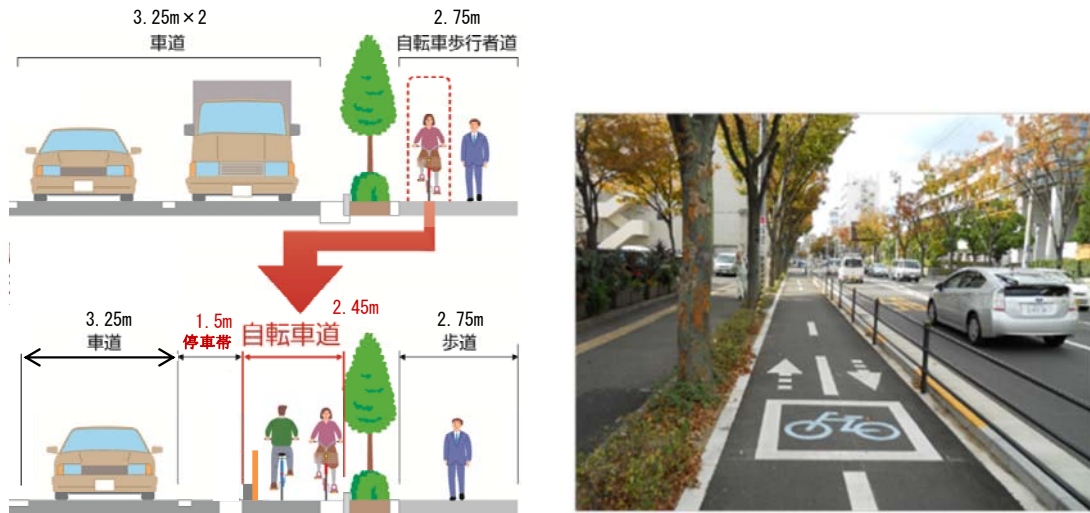 3.25m×2
車道
2.75m
自転車歩行者道
3.25m
車道
1.5m
停車帯
2.45m
自転車道
2.75m
歩道